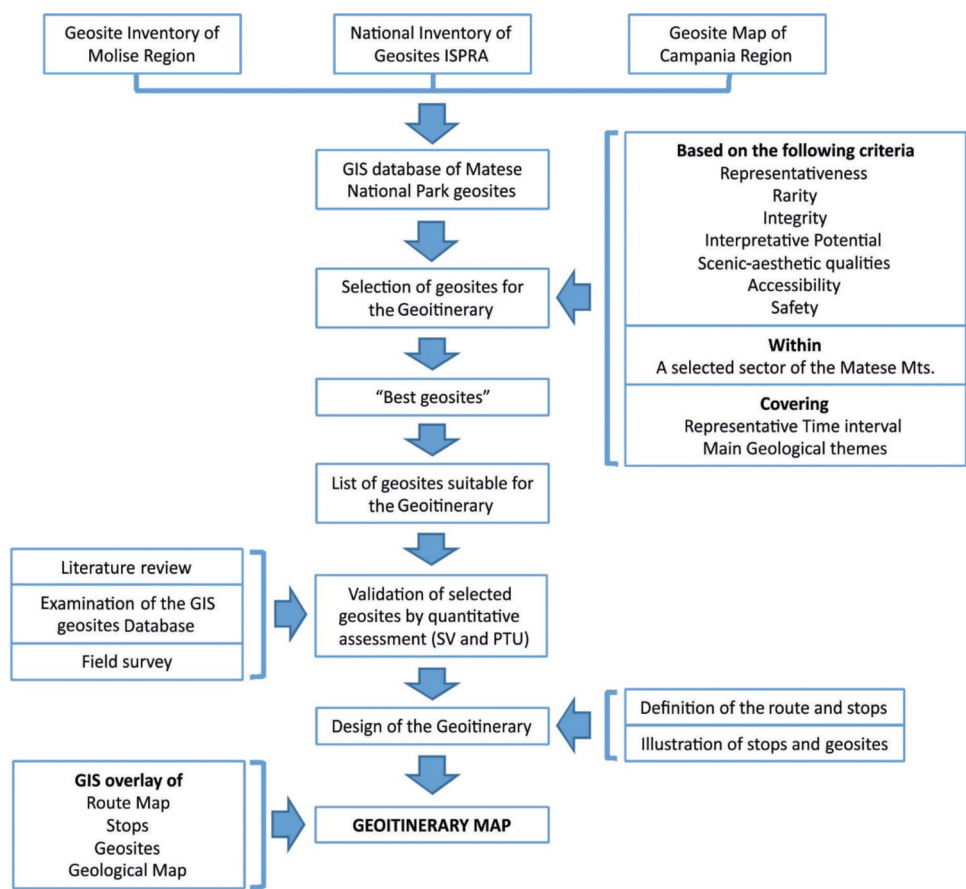 Geosite Inventory of
Molise Region
National Inventory of
Geosites ISPRA
Geosite Map of
Campania Region
GIS database of Matese
National Park geosites
Based on the following criteria
Representativeness
Rarity
Integrity
Interpretative Potential
Scenic-aesthetic qualities
Accessibility
Safety
Within
A selected sector of the Matese Mts.
Covering
Representative Time interval
Main Geological themes
Selection of geosites for
the Geoitinerary
“Best geosites”
List of geosites suitable for
the Geoitinerary
Literature review
Examination of the GIS
geosites Database
Field survey
Validation of selected
geosites by quantitative
assessment (SV and PTU)
Design of the Geoitinerary
Definition of the route and stops
Illustration of stops and geosites
GIS overlay of
Route Map
Stops
Geosites
Geological Map
GEOITINERARY MAP